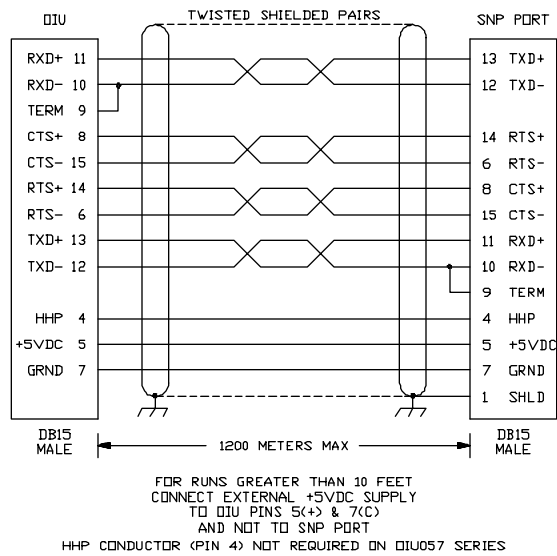 OIU TWISTED SHIELDED PAIRS SNP PORT
RXD+ 11 13 TXD+
RXD- 10 12 TXD-
TERM 9
CTS+ 8 14 RTS+
CTS- 15 6 RTS-
RTS+ 14 8 CTS+
RTS- 6 15 CTS-
TXD+ 13 11 RXD+
TXD- 12 10 RXD-
9 TERM
HHP 4 4 HHP
+5VDC 5 5 +5VDC
GRND 7 7 GRND
1 SHLD
DB15 DB15
MALE 1200 METERS MAX MALE
FOR RUNS GREATER THAN 10 FEET
CONNECT EXTERNAL +5VDC SUPPLY
TO OIU PINS 5(+) & 7(C)
AND NOT TO SNP PORT
HHP CONDUCTOR (PIN 4) NOT REQUIRED ON OIU057 SERIES